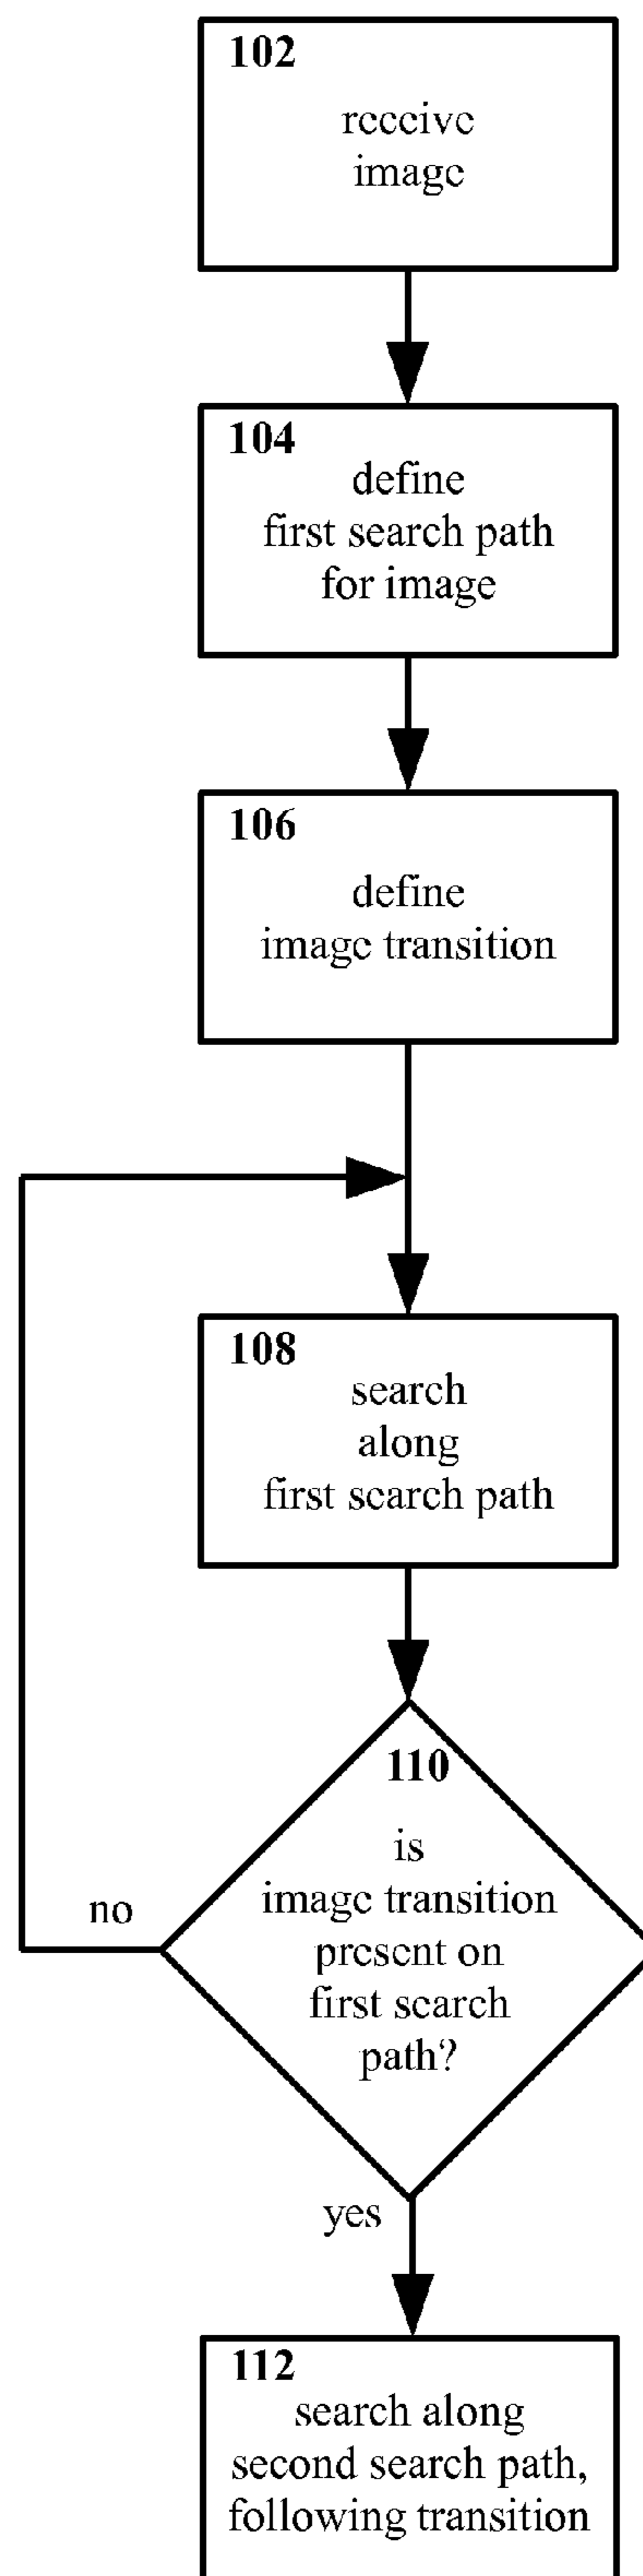 102
receive
image
104
define
first search path
for image
106
define
image transition
108
search
along
first search path
110
is
image transition
present on
first search
path?
no
yes
112
search along
second search path,
following transition